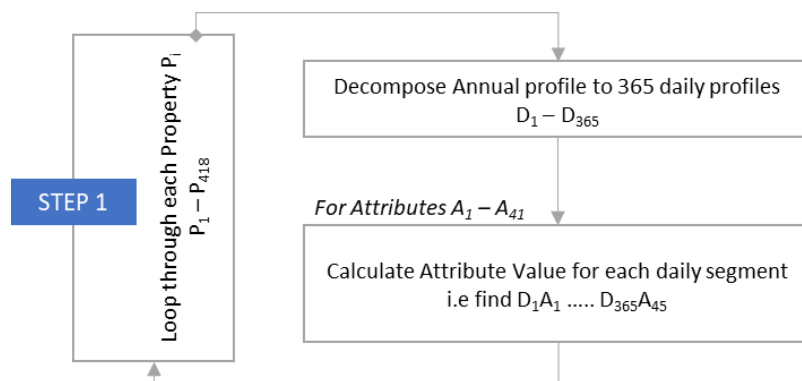 STEP 1
Loop through each Property Pᵢ
P₁ – P₄₁₈
Decompose Annual profile to 365 daily profiles
D₁ – D₃₆₅
For Attributes A₁ – A₄₁
Calculate Attribute Value for each daily segment
i.e find D₁A₁ ..... D₃₆₅A₄₅